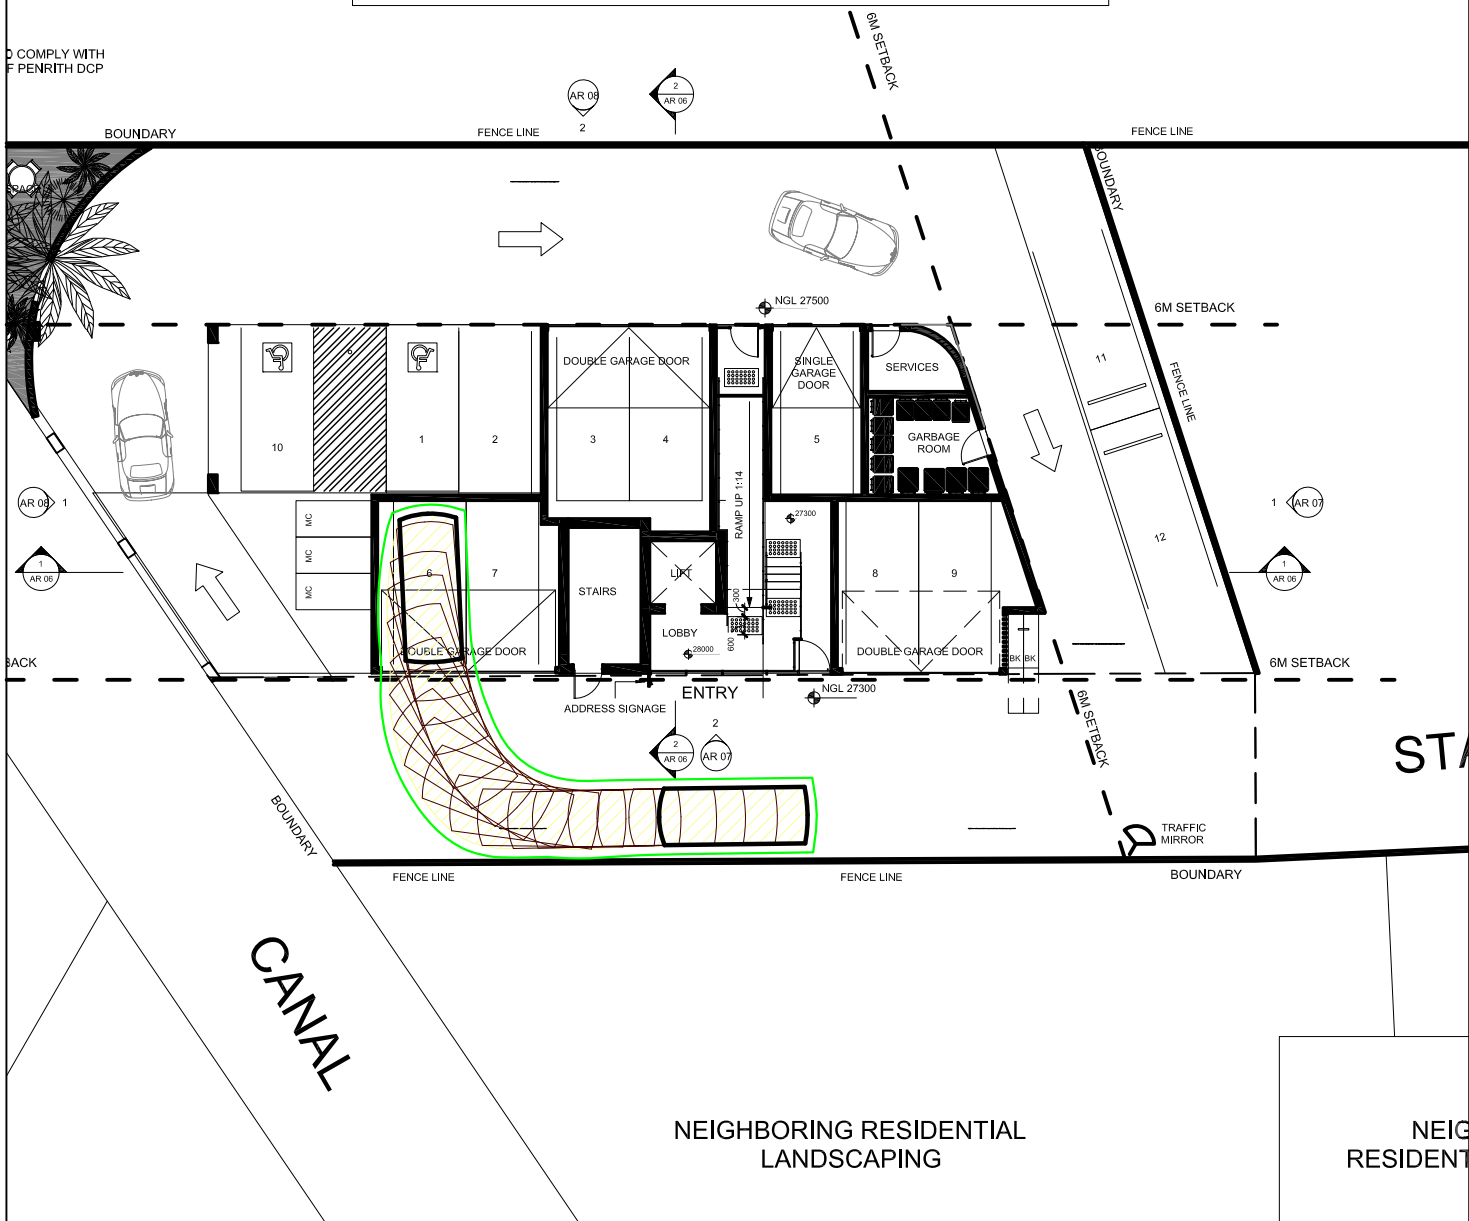 6M SETBACK
COMPLY WITH
F PENRITH DCP
AR 08
2
2
AR 06
BOUNDARY
FENCE LINE
FENCE LINE
BOUNDARY
NGL 27500
6M SETBACK
DOUBLE GARAGE DOOR
SINGLE
GARAGE
DOOR
SERVICES
11
FENCE LINE
10
1
2
3
4
5
GARBAGE
ROOM
RAMP UP 1:14
AR 08
1
MC
MC
MC
27300
1
AR 07
12
1
AR 06
6
7
STAIRS
LIFT
8
9
1
AR 06
300
LOBBY
600
28000
DOUBLE GARAGE DOOR
DOUBLE GARAGE DOOR
BK
BK
BACK
6M SETBACK
ENTRY
NGL 27300
ADDRESS SIGNAGE
6M SETBACK
2
2
AR 06
AR 07
STA
BOUNDARY
TRAFFIC
MIRROR
FENCE LINE
FENCE LINE
BOUNDARY
CANAL
NEIGHBORING RESIDENTIAL
LANDSCAPING
NEIG
RESIDENT